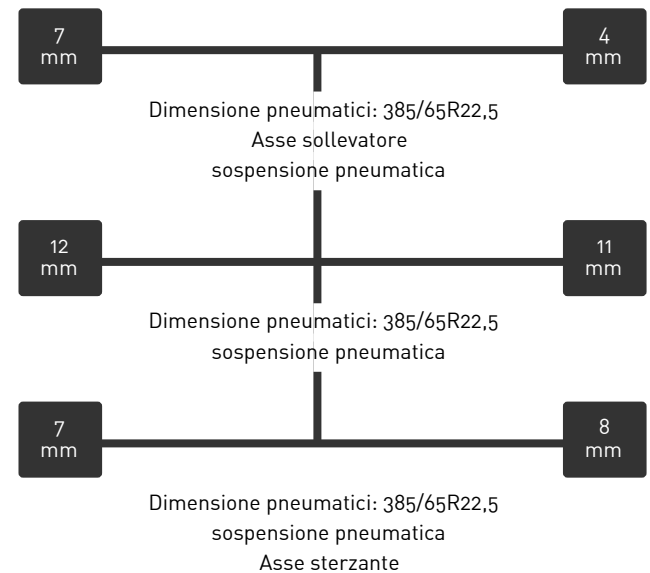 7
mm
4
mm
Dimensione pneumatici: 385/65R22,5
Asse sollevatore
sospensione pneumatica
12
mm
11
mm
Dimensione pneumatici: 385/65R22,5
sospensione pneumatica
7
mm
8
mm
Dimensione pneumatici: 385/65R22,5
sospensione pneumatica
Asse sterzante